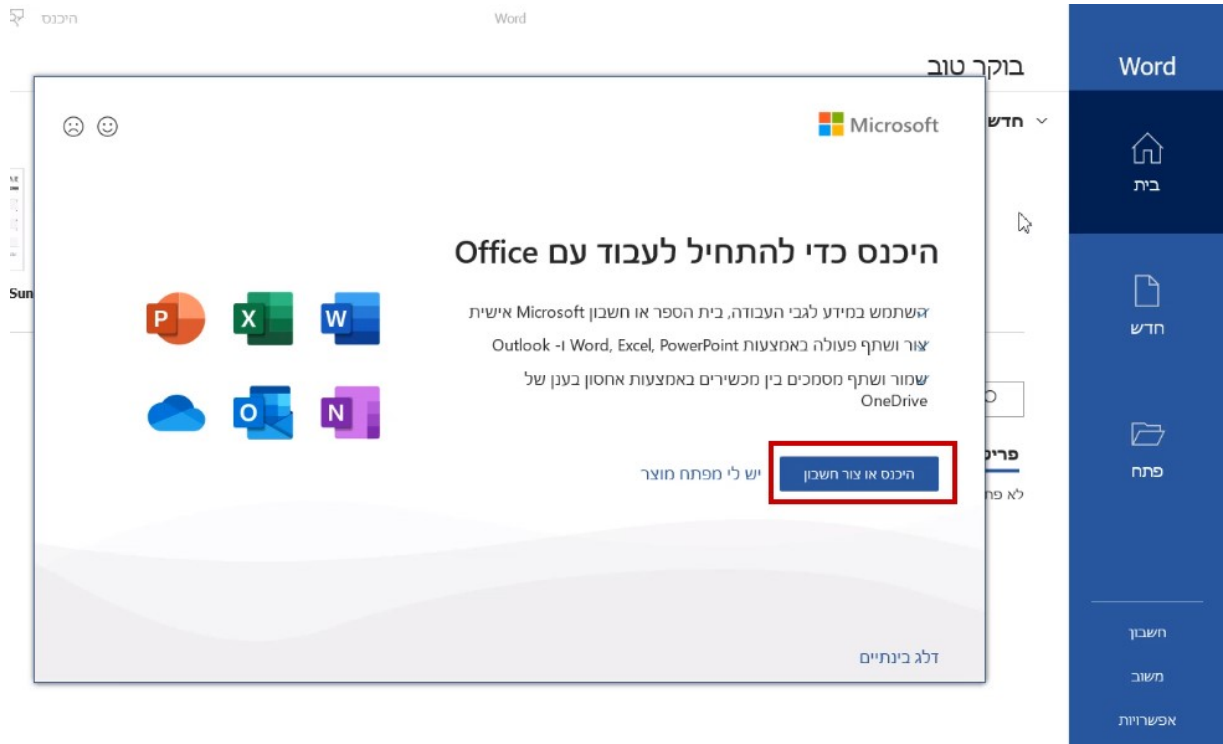 Word
היכנס
Word
בוקר טוב
חדש
Microsoft
היכנס כדי להתחיל לעבוד עם Office
השתמש במידע לגבי העבודה, בית הספר או חשבון Microsoft אישית
צור ושתף פעולה באמצעות Word, Excel, PowerPoint ו- Outlook
שמור ושתף מסמכים בין מכשירים באמצעות אחסון בענן של
OneDrive
P X W
O N
היכנס או צור חשבון
יש לי מפתח מוצר
דלג בינתיים
Sun
לא
בית
חדש
פתח
חשבון
משוב
אפשרויות